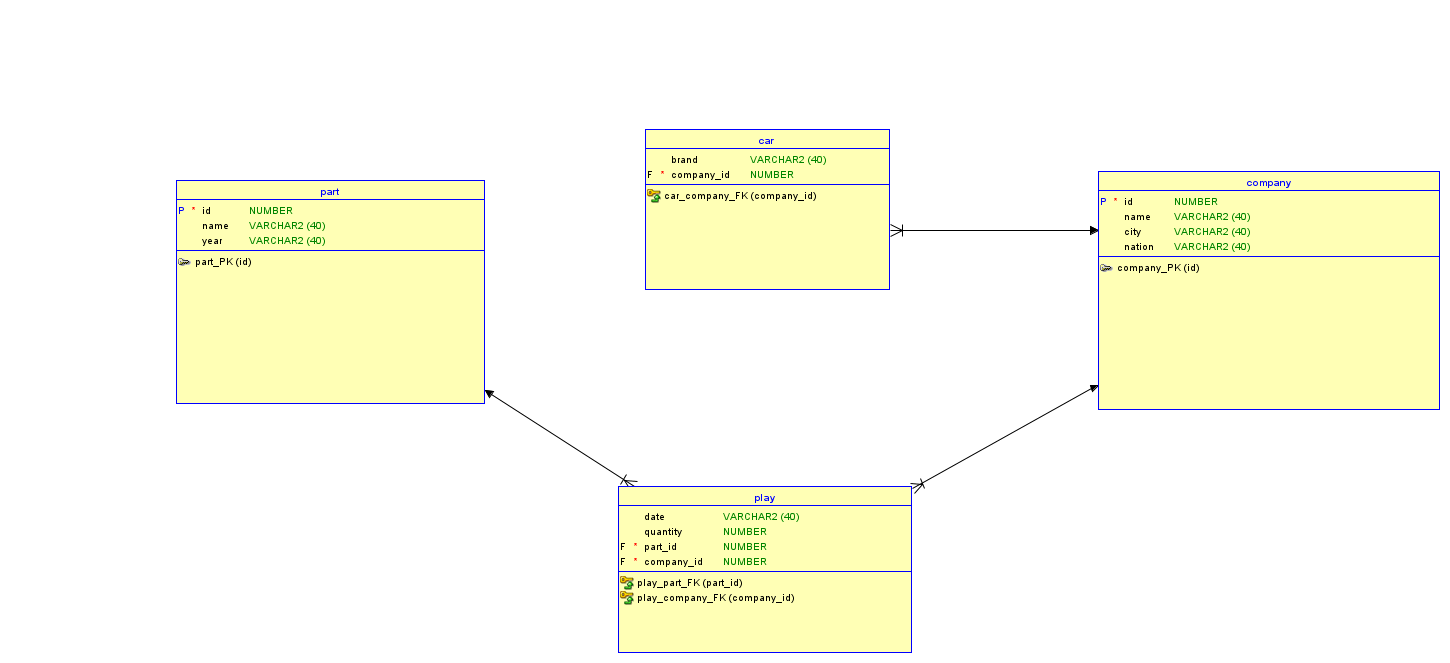 car
brand VARCHAR2 (40)
F * company_id NUMBER
car_company_FK (company_id)
part
P * id NUMBER
name VARCHAR2 (40)
year VARCHAR2 (40)
part_PK (id)
company
P * id NUMBER
name VARCHAR2 (40)
city VARCHAR2 (40)
nation VARCHAR2 (40)
company_PK (id)
play
date VARCHAR2 (40)
quantity NUMBER
F * part_id NUMBER
F * company_id NUMBER
play_part_FK (part_id)
play_company_FK (company_id)